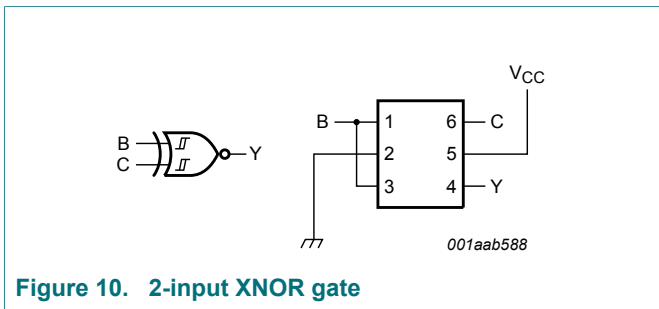 VCC
B
C
Y
B
1
6
C
2
5
3
4
Y
001aab588
Figure 10. 2-input XNOR gate